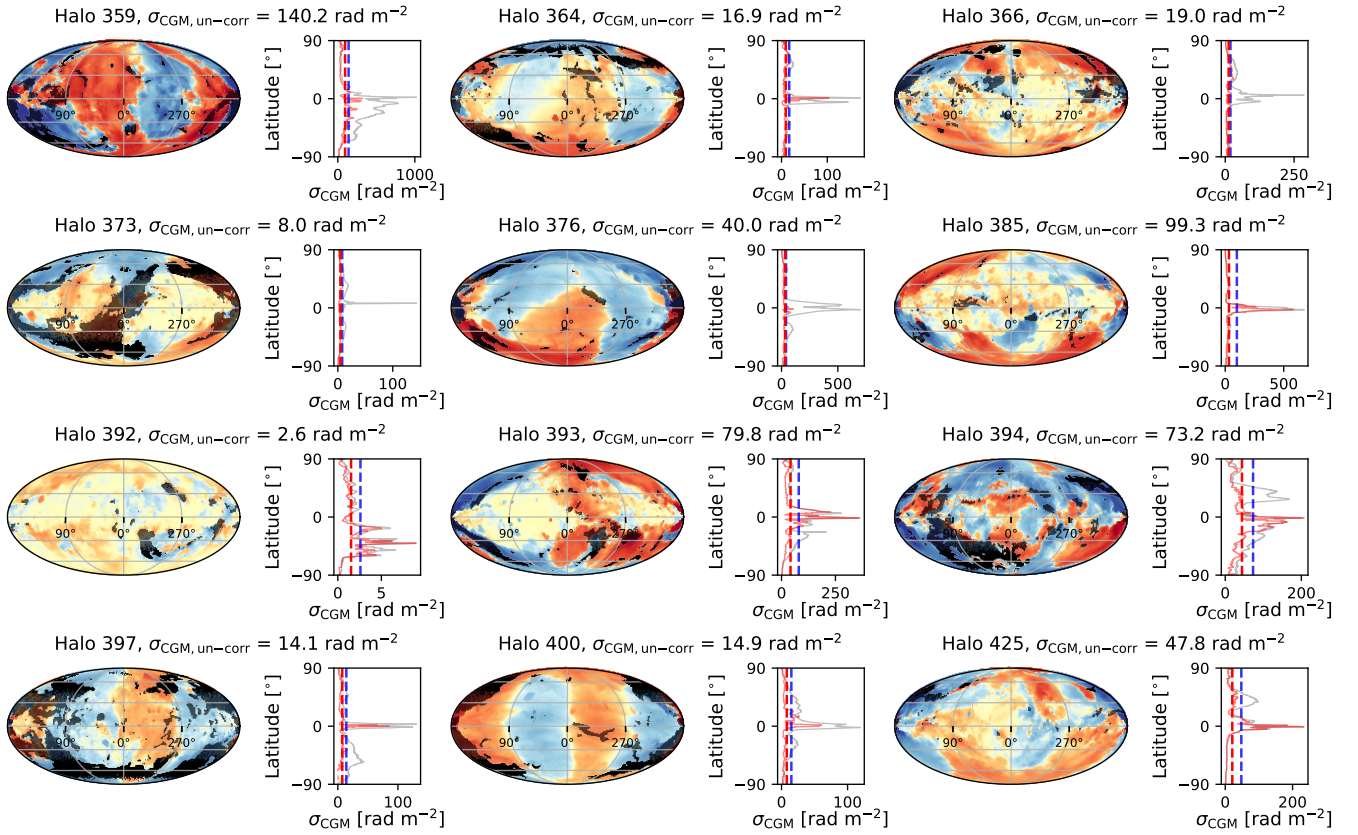 Halo 359, σCGM, un−corr = 140.2 rad m−2
Halo 364, σCGM, un−corr = 16.9 rad m−2
Halo 366, σCGM, un−corr = 19.0 rad m−2
90° 0° 270°
Latitude [°]
90
0
−90
0 1000
σCGM [rad m−2]
90° 0° 270°
Latitude [°]
90
0
−90
0 100
σCGM [rad m−2]
90° 0° 270°
Latitude [°]
90
0
−90
0 250
σCGM [rad m−2]
Halo 373, σCGM, un−corr = 8.0 rad m−2
Halo 376, σCGM, un−corr = 40.0 rad m−2
Halo 385, σCGM, un−corr = 99.3 rad m−2
90° 0° 270°
Latitude [°]
90
0
−90
0 100
σCGM [rad m−2]
90° 0° 270°
Latitude [°]
90
0
−90
0 500
σCGM [rad m−2]
90° 0° 270°
Latitude [°]
90
0
−90
0 500
σCGM [rad m−2]
Halo 392, σCGM, un−corr = 2.6 rad m−2
Halo 393, σCGM, un−corr = 79.8 rad m−2
Halo 394, σCGM, un−corr = 73.2 rad m−2
90° 0° 270°
Latitude [°]
90
0
−90
0 5
σCGM [rad m−2]
90° 0° 270°
Latitude [°]
90
0
−90
0 250
σCGM [rad m−2]
90° 0° 270°
Latitude [°]
90
0
−90
0 200
σCGM [rad m−2]
Halo 397, σCGM, un−corr = 14.1 rad m−2
Halo 400, σCGM, un−corr = 14.9 rad m−2
Halo 425, σCGM, un−corr = 47.8 rad m−2
90° 0° 270°
Latitude [°]
90
0
−90
0 100
σCGM [rad m−2]
90° 0° 270°
Latitude [°]
90
0
−90
0 100
σCGM [rad m−2]
90° 0° 270°
Latitude [°]
90
0
−90
0 200
σCGM [rad m−2]